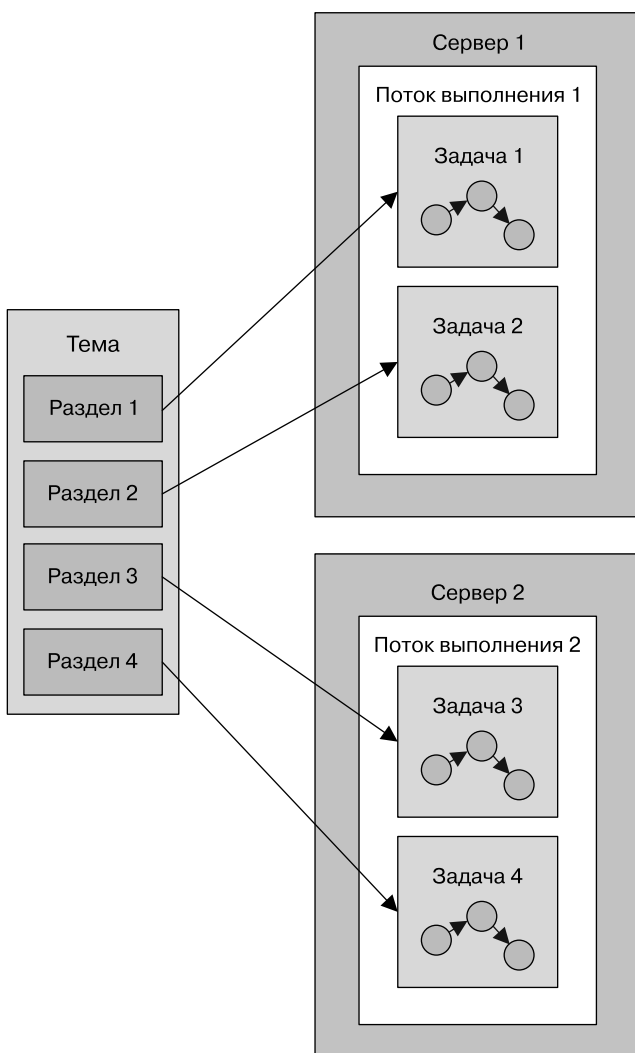 Сервер 1
Поток выполнения 1
Задача 1
Задача 2
Тема
Раздел 1
Раздел 2
Раздел 3
Раздел 4
Сервер 2
Поток выполнения 2
Задача 3
Задача 4